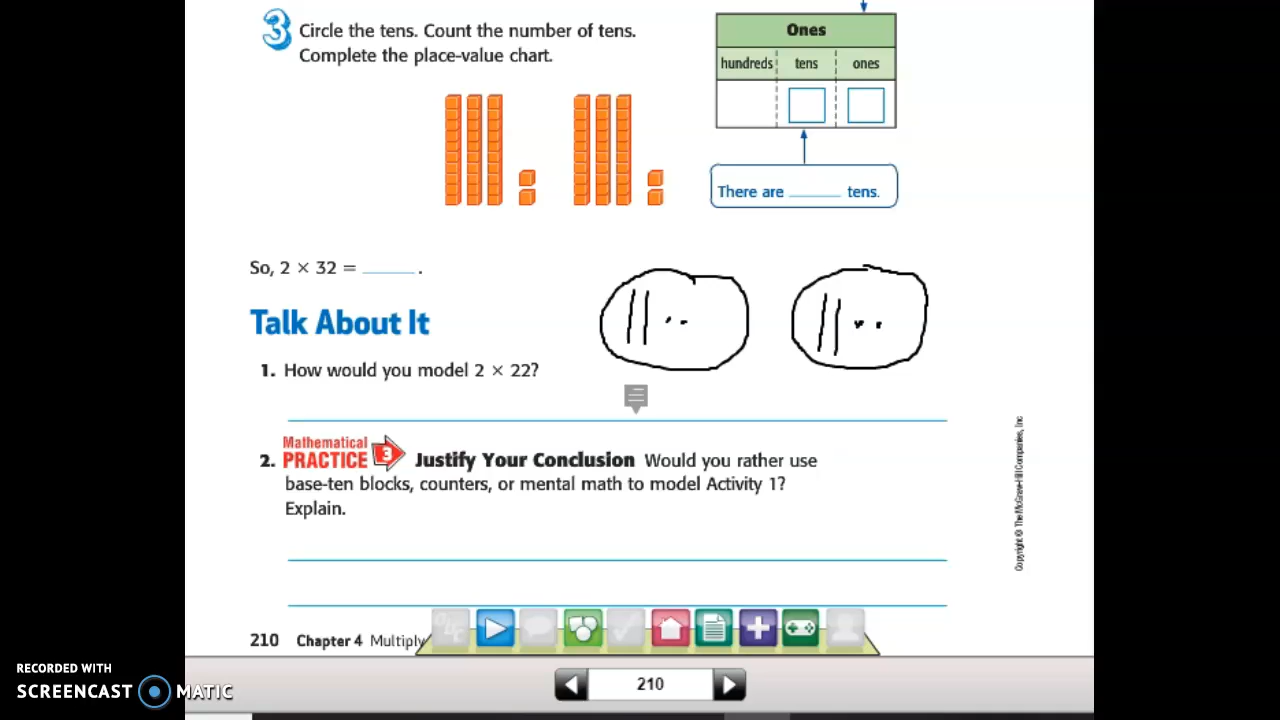 3 Circle the tens. Count the number of tens.
Complete the place-value chart.
Ones
hundreds tens ones
There are ______ tens.
So, 2 × 32 = ______ .
Talk About It
1. How would you model 2 × 22?
2. Mathematical PRACTICE 3 Justify Your Conclusion Would you rather use
base-ten blocks, counters, or mental math to model Activity 1?
Explain.
Copyright © The McGraw-Hill Companies, Inc
210 Chapter 4 Multiply
210
RECORDED WITH
SCREENCAST MATIC